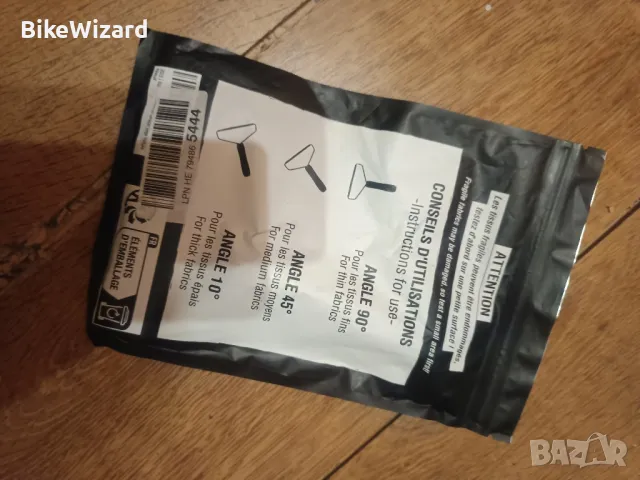 BikeWizard
ATTENTION
Les tissus fragiles peuvent être endommagés,
testez d'abord sur une petite surface !
Fragile fabrics may be damaged, so test a small area first
CONSEILS D'UTILISATIONS
-Instructions for use-
ANGLE 90°
Pour les tissus fins
For thin fabrics
ANGLE 45°
Pour les tissus moyens
For medium fabrics
ANGLE 10°
Pour les tissus épais
For thick fabrics
5444
FR
ÉLÉMENTS
D'EMBALLAGE
BAZAR